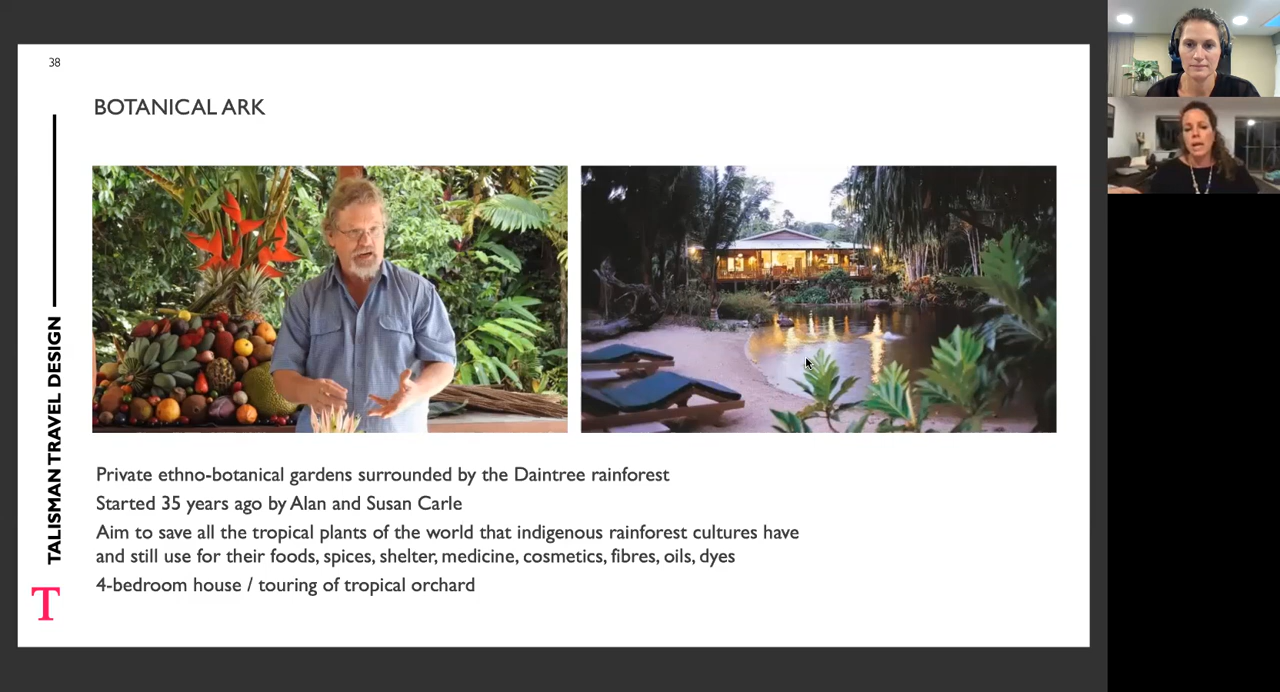 38
BOTANICAL ARK
TALISMAN TRAVEL DESIGN
T
Private ethno-botanical gardens surrounded by the Daintree rainforest
Started 35 years ago by Alan and Susan Carle
Aim to save all the tropical plants of the world that indigenous rainforest cultures have
and still use for their foods, spices, shelter, medicine, cosmetics, fibres, oils, dyes
4-bedroom house / touring of tropical orchard